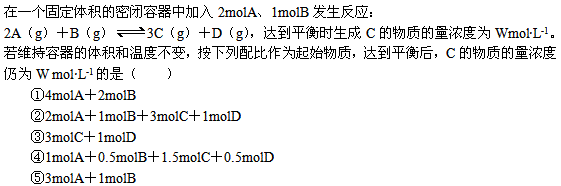 在一个固定体积的密闭容器中加入 2molA、1molB 发生反应：
2A（g）＋B（g）⇌3C（g）＋D（g），达到平衡时生成 C 的物质的量浓度为 Wmol·L⁻¹。
若维持容器的体积和温度不变，按下列配比作为起始物质，达到平衡后，C 的物质的量浓度
仍为 W mol·L⁻¹ 的是（　　）
①4molA＋2molB
②2molA＋1molB＋3molC＋1molD
③3molC＋1molD
④1molA＋0.5molB＋1.5molC＋0.5molD
⑤3molA＋1molB